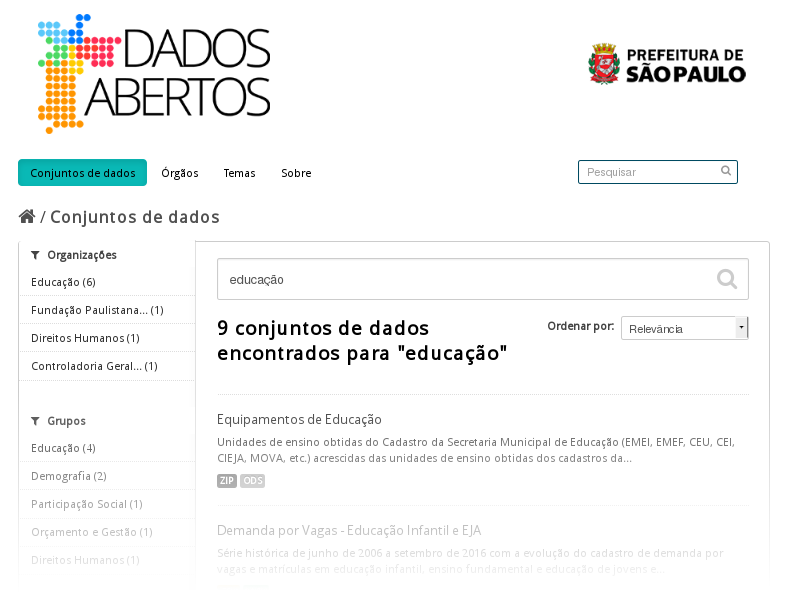 DADOS
ABERTOS
PREFEITURA DE
SÃO PAULO
Conjuntos de dados
Órgãos
Temas
Sobre
Pesquisar
/ Conjuntos de dados
Organizações
Educação (6)
Fundação Paulistana... (1)
Direitos Humanos (1)
Controladoria Geral... (1)
Grupos
Educação (4)
Demografia (2)
Participação Social (1)
Orçamento e Gestão (1)
Direitos Humanos (1)
educação
9 conjuntos de dados
encontrados para "educação"
Ordenar por:
Relevância
Equipamentos de Educação
Unidades de ensino obtidas do Cadastro da Secretaria Municipal de Educação (EMEI, EMEF, CEU, CEI,
CIEJA, MOVA, etc.) acrescidas das unidades de ensino obtidas dos cadastros da...
ZIP ODS
Demanda por Vagas - Educação Infantil e EJA
Série histórica de junho de 2006 a setembro de 2016 com a evolução do cadastro de demanda por
vagas e matrículas em educação infantil, ensino fundamental e educação de jovens e...